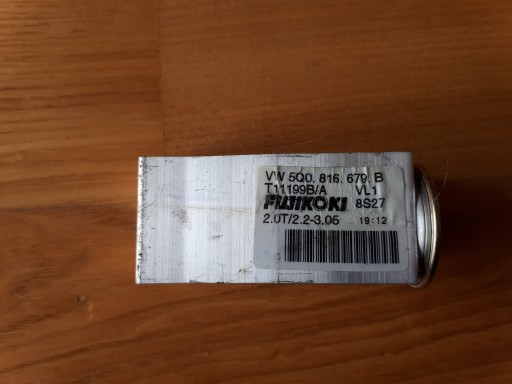 VW 5Q0. 816. 679. B
T11199B/A VL1
FUJIKOKI 8S27
2.0T/2.2-3.05 19:12